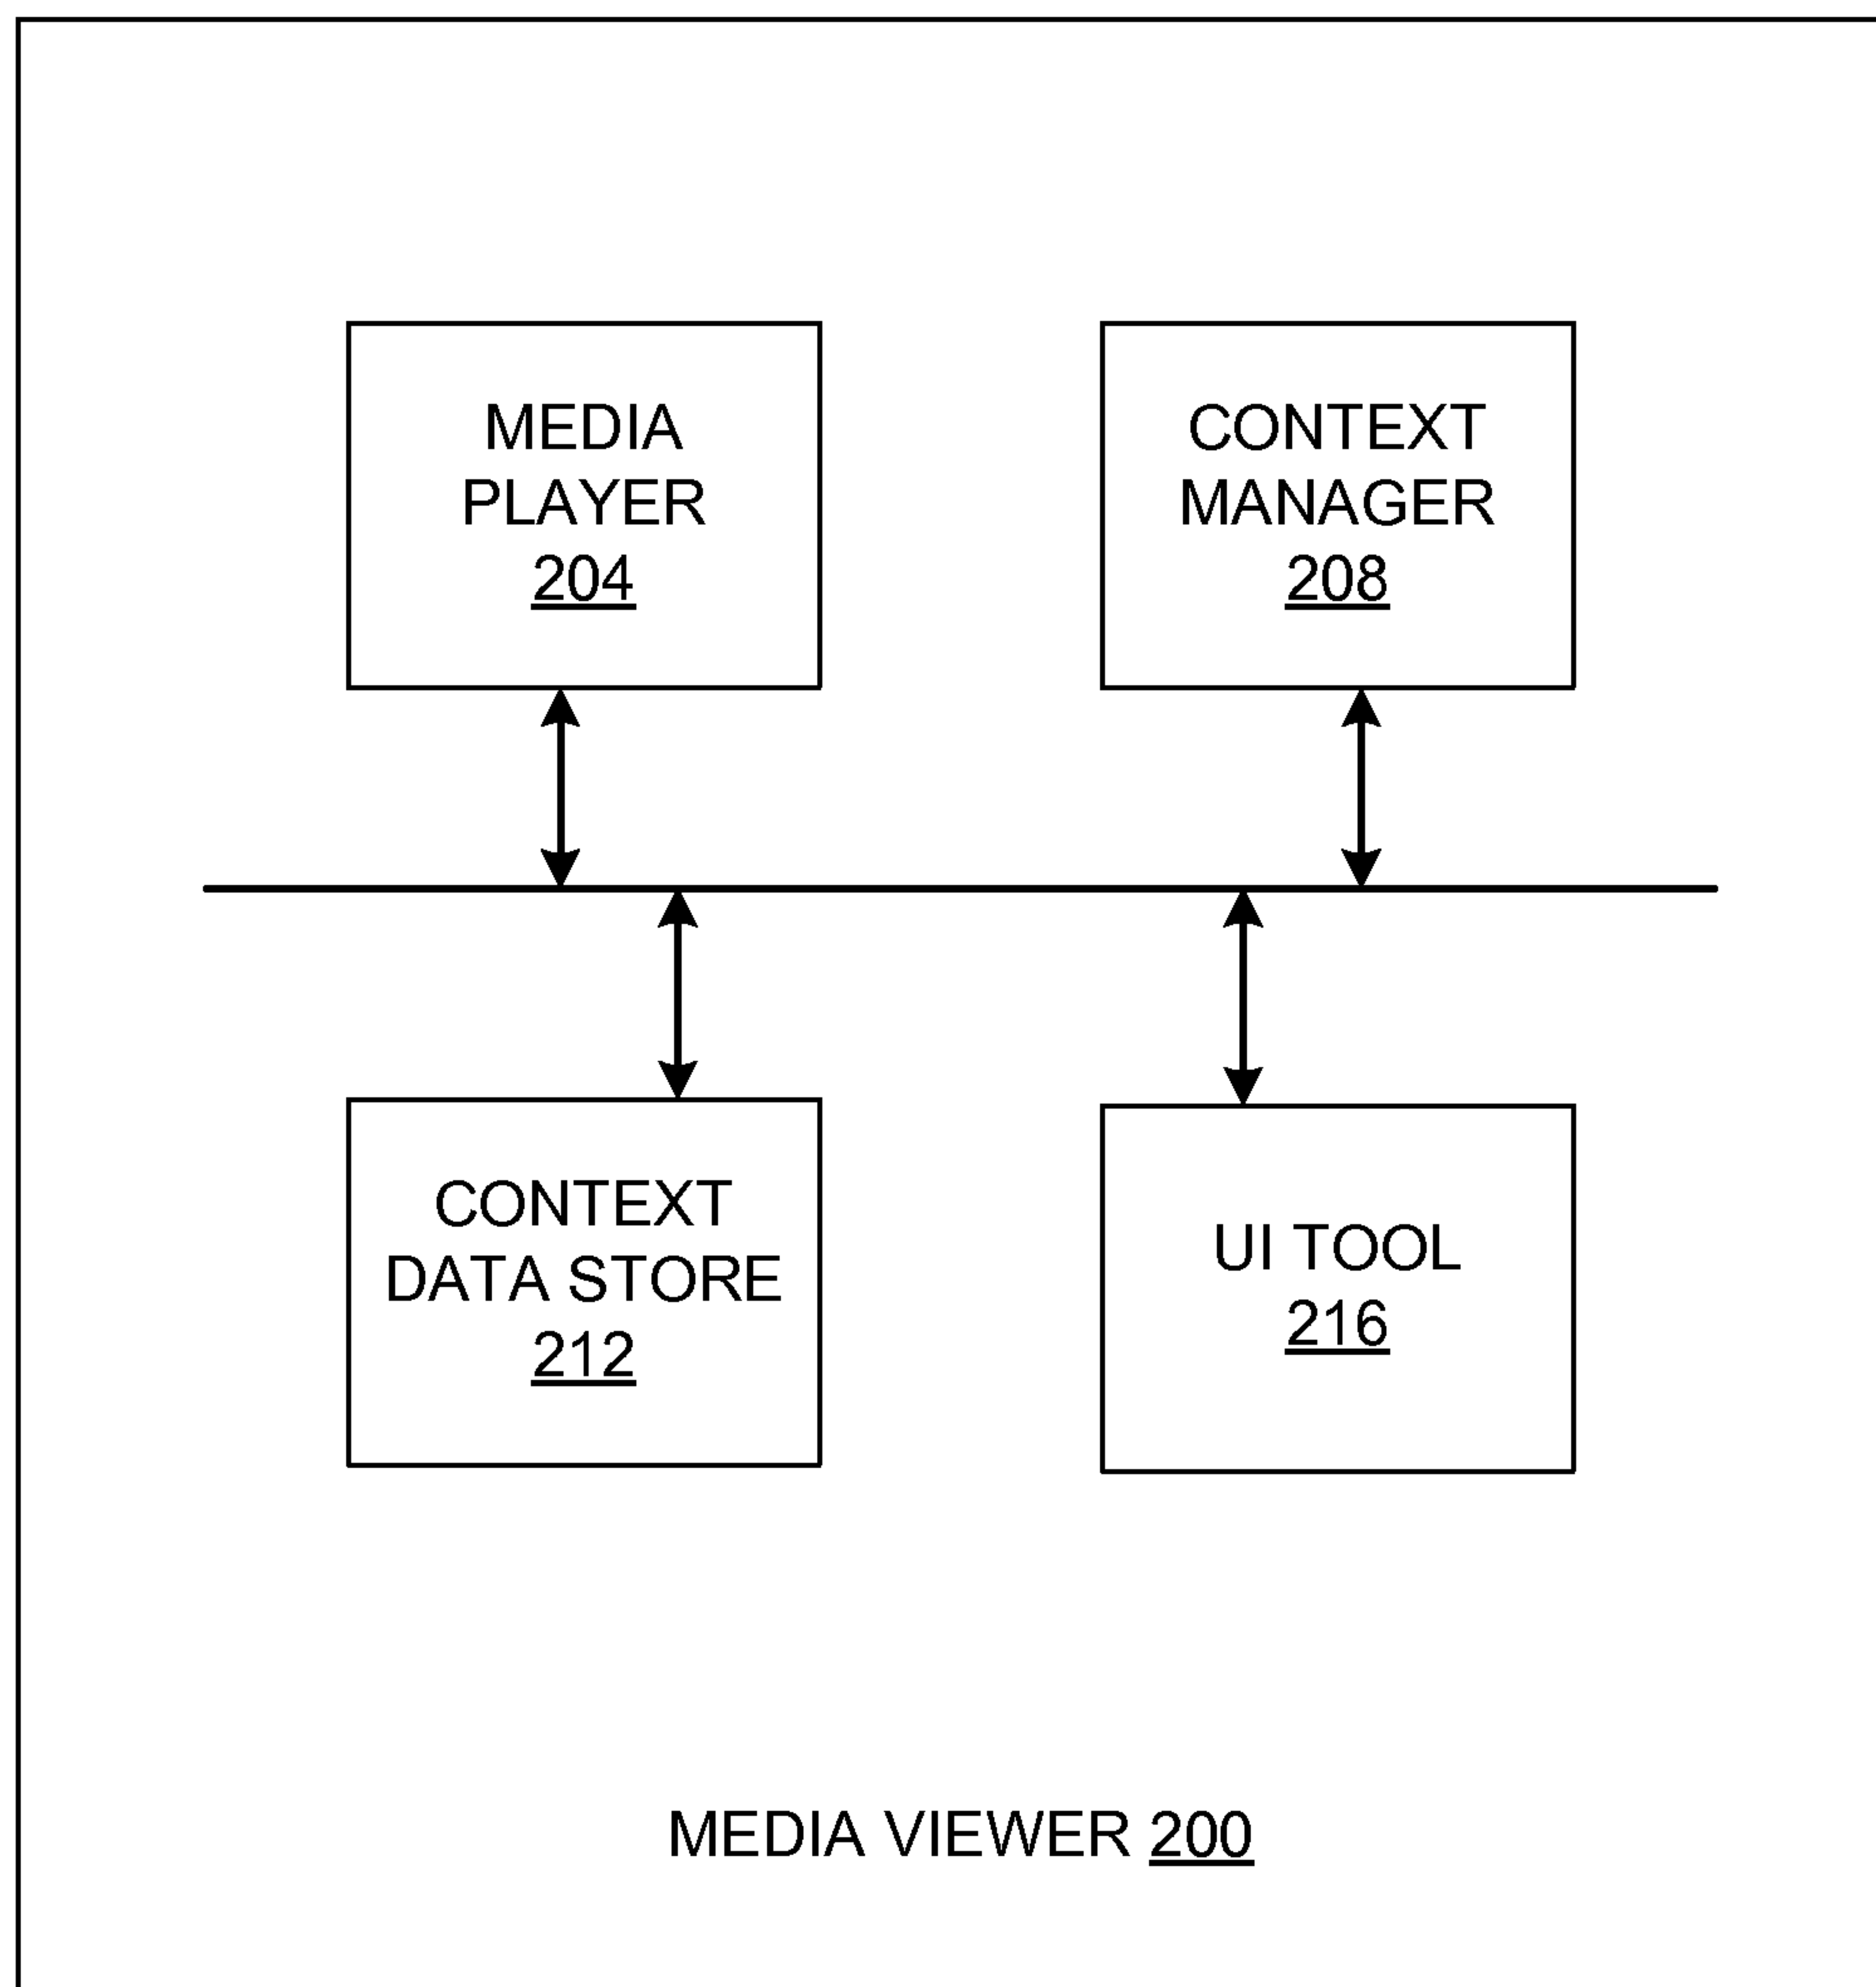 MEDIA
PLAYER
204
CONTEXT
MANAGER
208
CONTEXT
DATA STORE
212
UI TOOL
216
MEDIA VIEWER 200